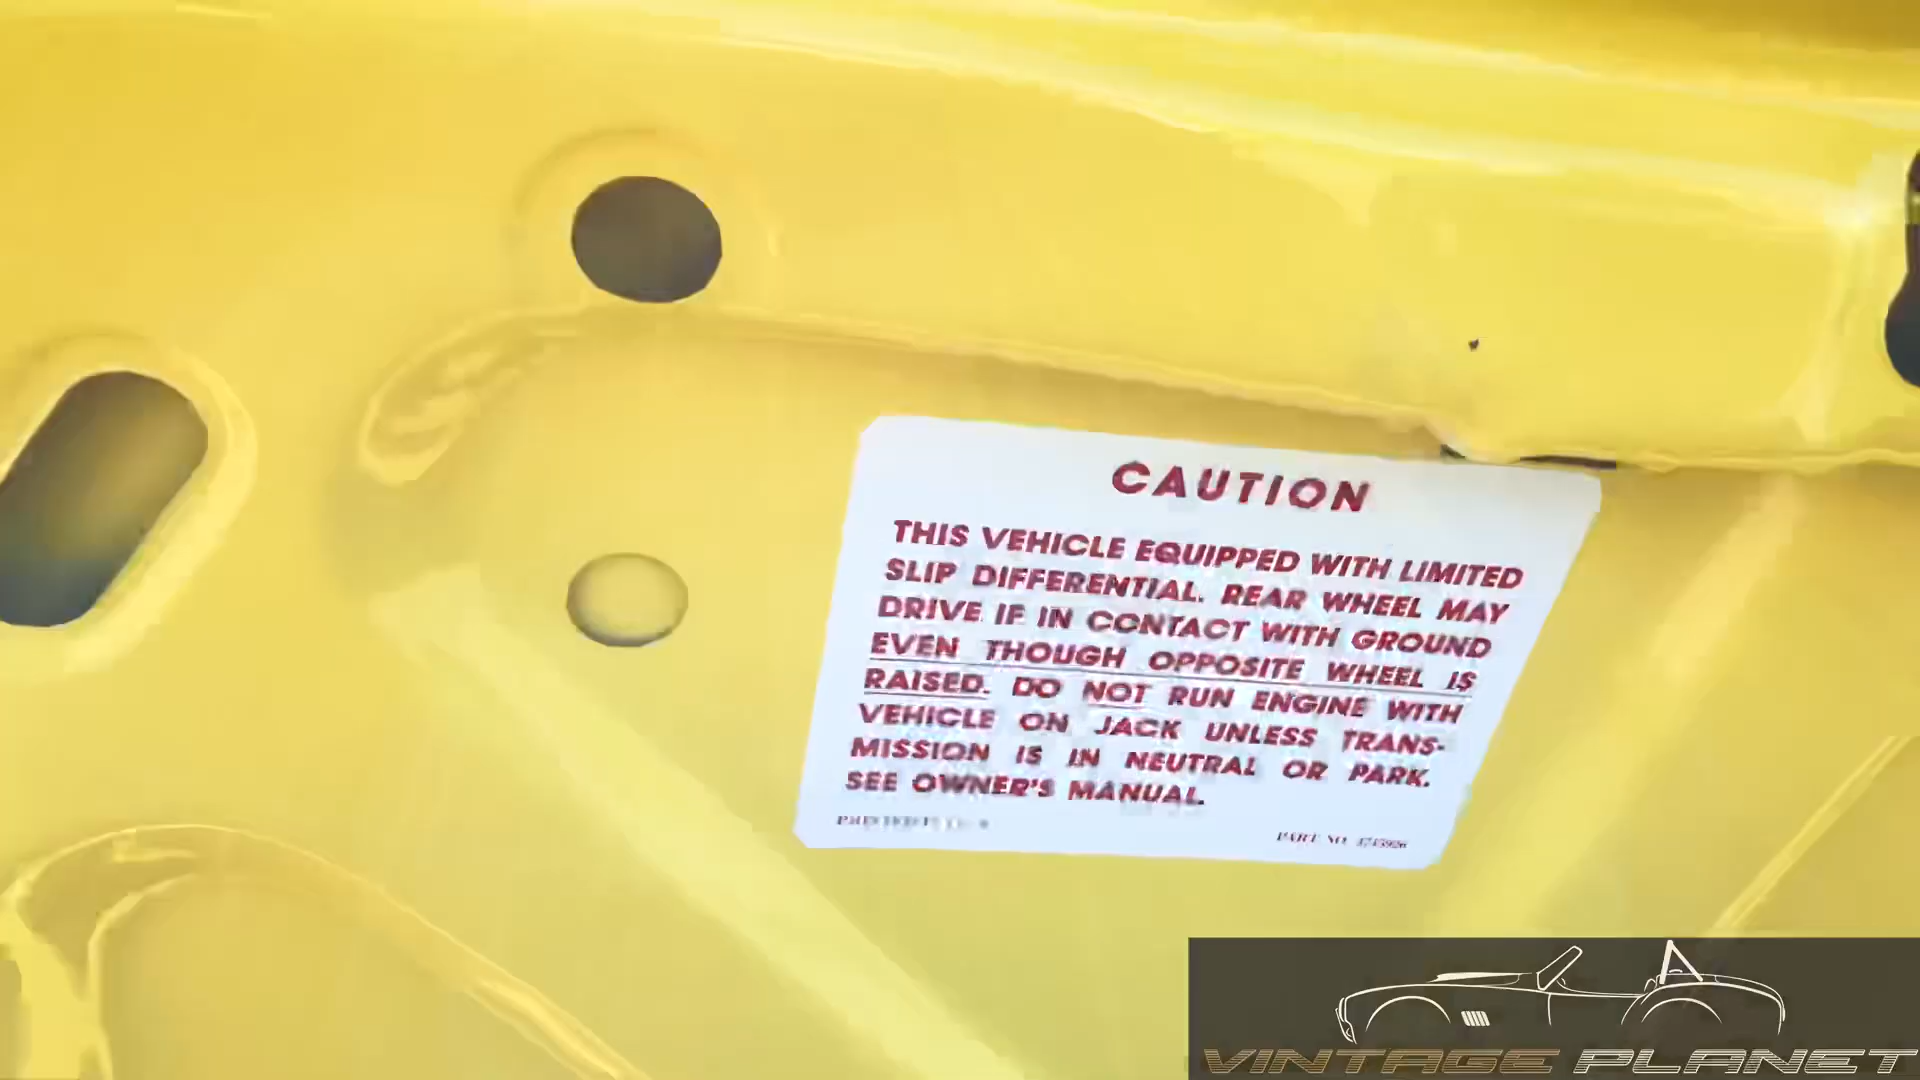 CAUTION
THIS VEHICLE EQUIPPED WITH LIMITED
SLIP DIFFERENTIAL. REAR WHEEL MAY
DRIVE IF IN CONTACT WITH GROUND
EVEN THOUGH OPPOSITE WHEEL IS
RAISED. DO NOT RUN ENGINE WITH
VEHICLE ON JACK UNLESS TRANS-
MISSION IS IN NEUTRAL OR PARK.
SEE OWNER'S MANUAL.
PART NO.
VINTAGE PLANET